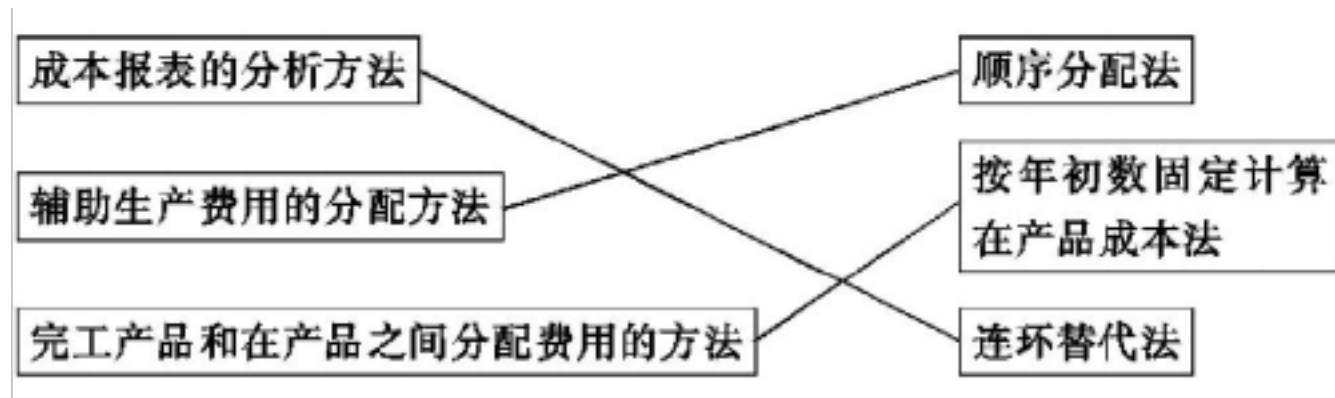 成本报表的分析方法
顺序分配法
辅助生产费用的分配方法
按年初数固定计算
在产品成本法
完工产品和在产品之间分配费用的方法
连环替代法